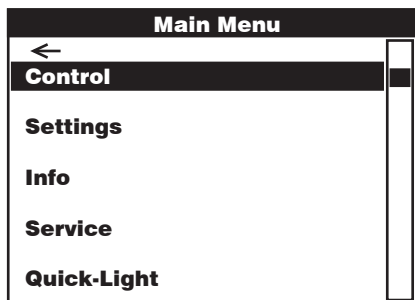 Main Menu
←
Control
Settings
Info
Service
Quick-Light